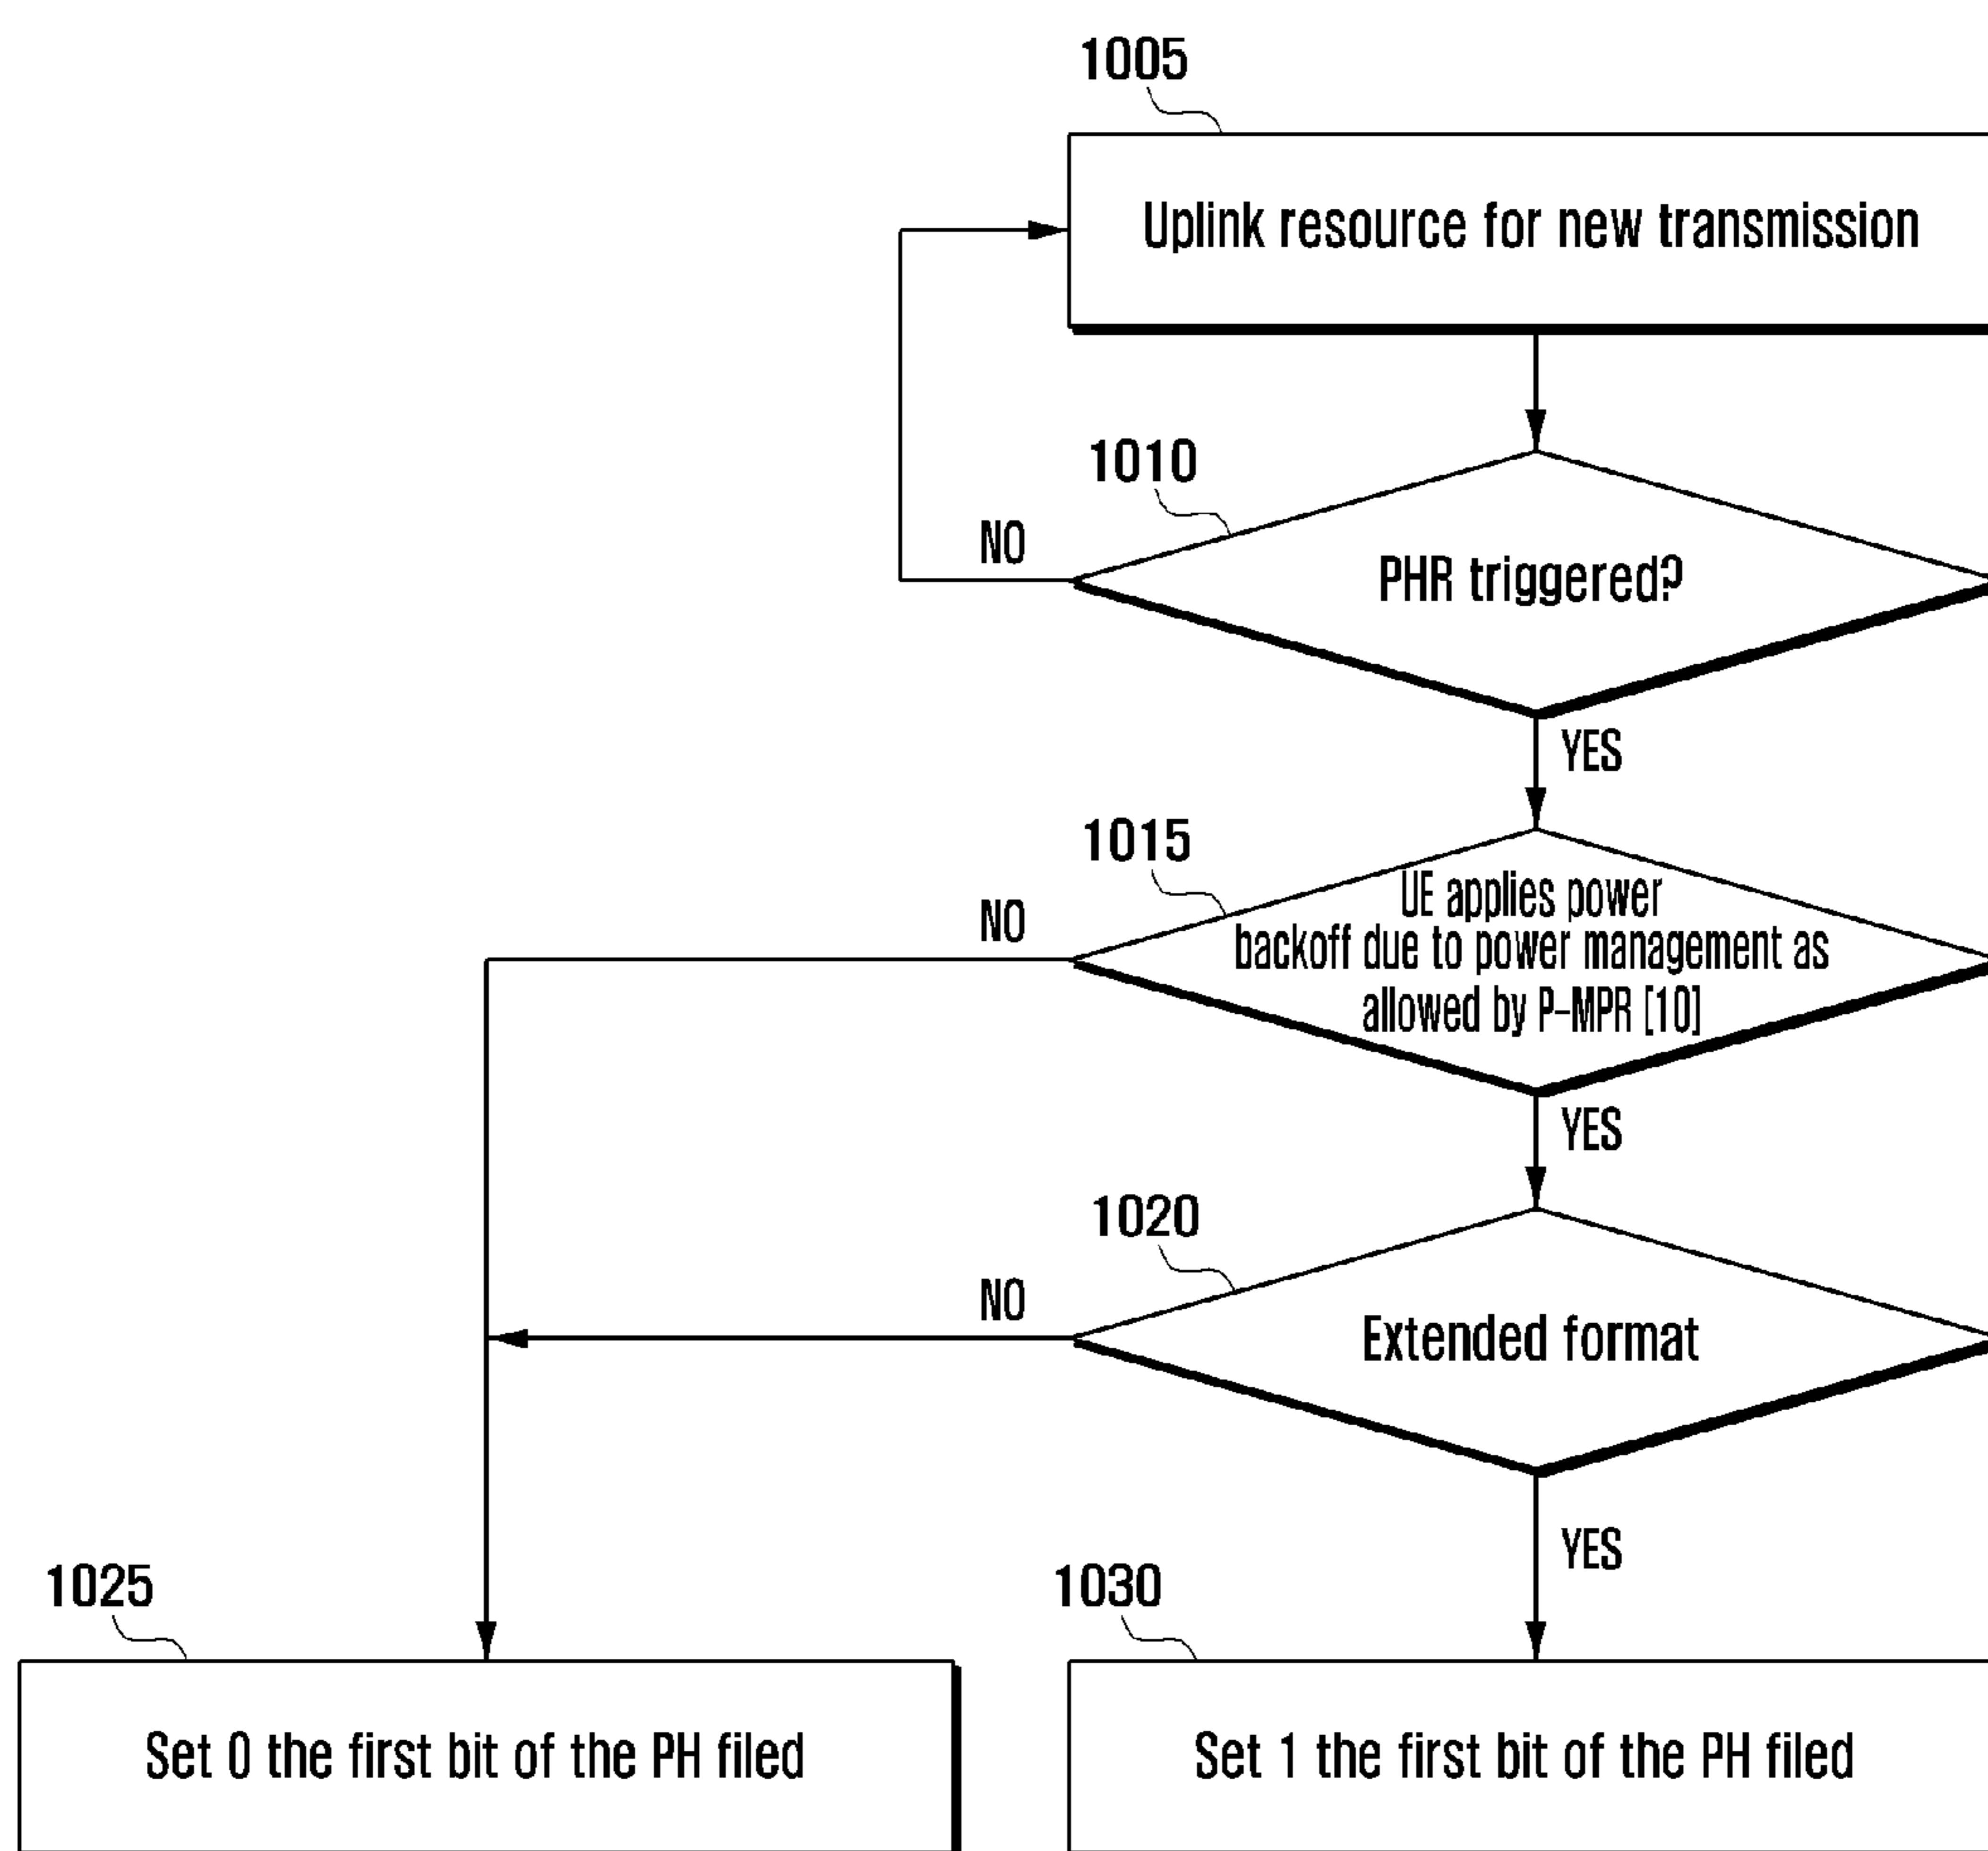 1005
Uplink resource for new transmission
1010
NO
PHR triggered?
YES
1015
NO
UE applies power
backoff due to power management as
allowed by P-MPR [10]
YES
1020
NO
Extended format
YES
1025
1030
Set 0 the first bit of the PH filed
Set 1 the first bit of the PH filed